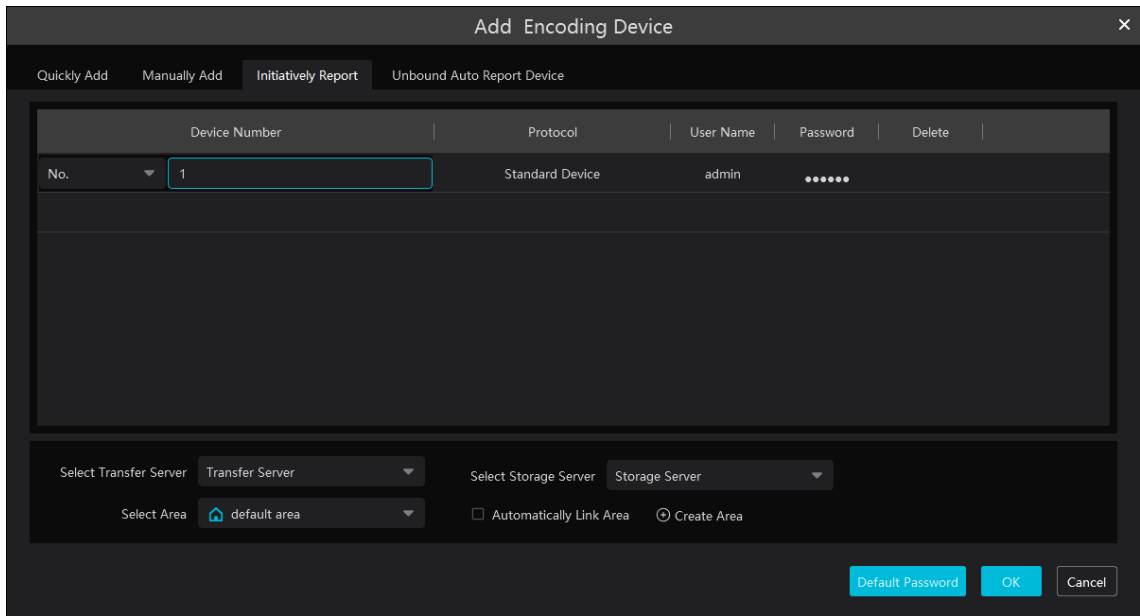 Add Encoding Device
Quickly Add Manually Add Initiatively Report Unbound Auto Report Device
Device Number Protocol User Name Password Delete
No. 1 Standard Device admin ●●●●●●
Select Transfer Server Transfer Server Select Storage Server Storage Server
Select Area default area Automatically Link Area Create Area
Default Password OK Cancel